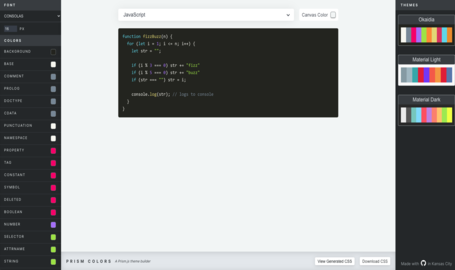 FONT
CONSOLAS
PX
COLORS
BACKGROUND
BASE
COMMENT
PROLOG
DOCTYPE
CDATA
PUNCTUATION
NAMESPACE
PROPERTY
TAG
CONSTANT
SYMBOL
DELETED
BOOLEAN
NUMBER
SELECTOR
ATTRNAME
STRING
JavaScript
Canvas Color
function fizzBuzz(n) {
for (let i = 1; i <= n; i++) {
let str = "";
if (i % 3 === 0) str += "fizz"
if (i % 5 === 0) str += "buzz"
if (str === "") str = i;
console.log(str); // logs to console
}
}
PRISM COLORS
A Prism.js theme builder
View Generated CSS
Download CSS
THEMES
Okaidia
Material Light
Material Dark
Made with
in Kansas City